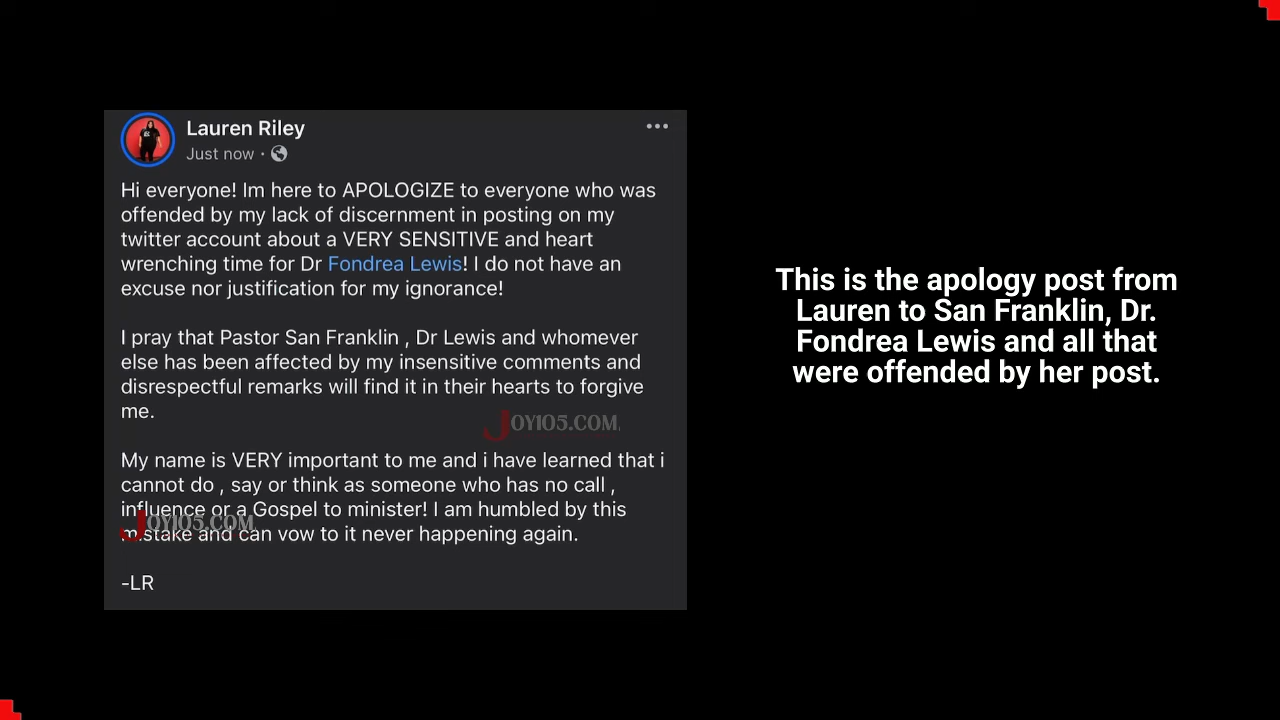 Lauren Riley
Just now ·
Hi everyone! Im here to APOLOGIZE to everyone who was
offended by my lack of discernment in posting on my
twitter account about a VERY SENSITIVE and heart
wrenching time for Dr Fondrea Lewis! I do not have an
excuse nor justification for my ignorance!
I pray that Pastor San Franklin , Dr Lewis and whomever
else has been affected by my insensitive comments and
disrespectful remarks will find it in their hearts to forgive
me.
JOY105.COM
My name is VERY important to me and i have learned that i
cannot do , say or think as someone who has no call ,
influence or a Gospel to minister! I am humbled by this
JOY105.COM
mistake and can vow to it never happening again.
-LR
This is the apology post from
Lauren to San Franklin, Dr.
Fondrea Lewis and all that
were offended by her post.